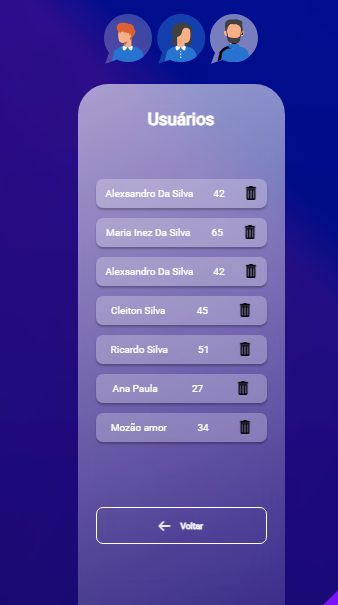 Usuários
Alexsandro Da Silva 42
Maria Inez Da Silva 65
Alexsandro Da Silva 42
Cleiton Silva 45
Ricardo Silva 51
Ana Paula 27
Mozão amor 34
Voltar